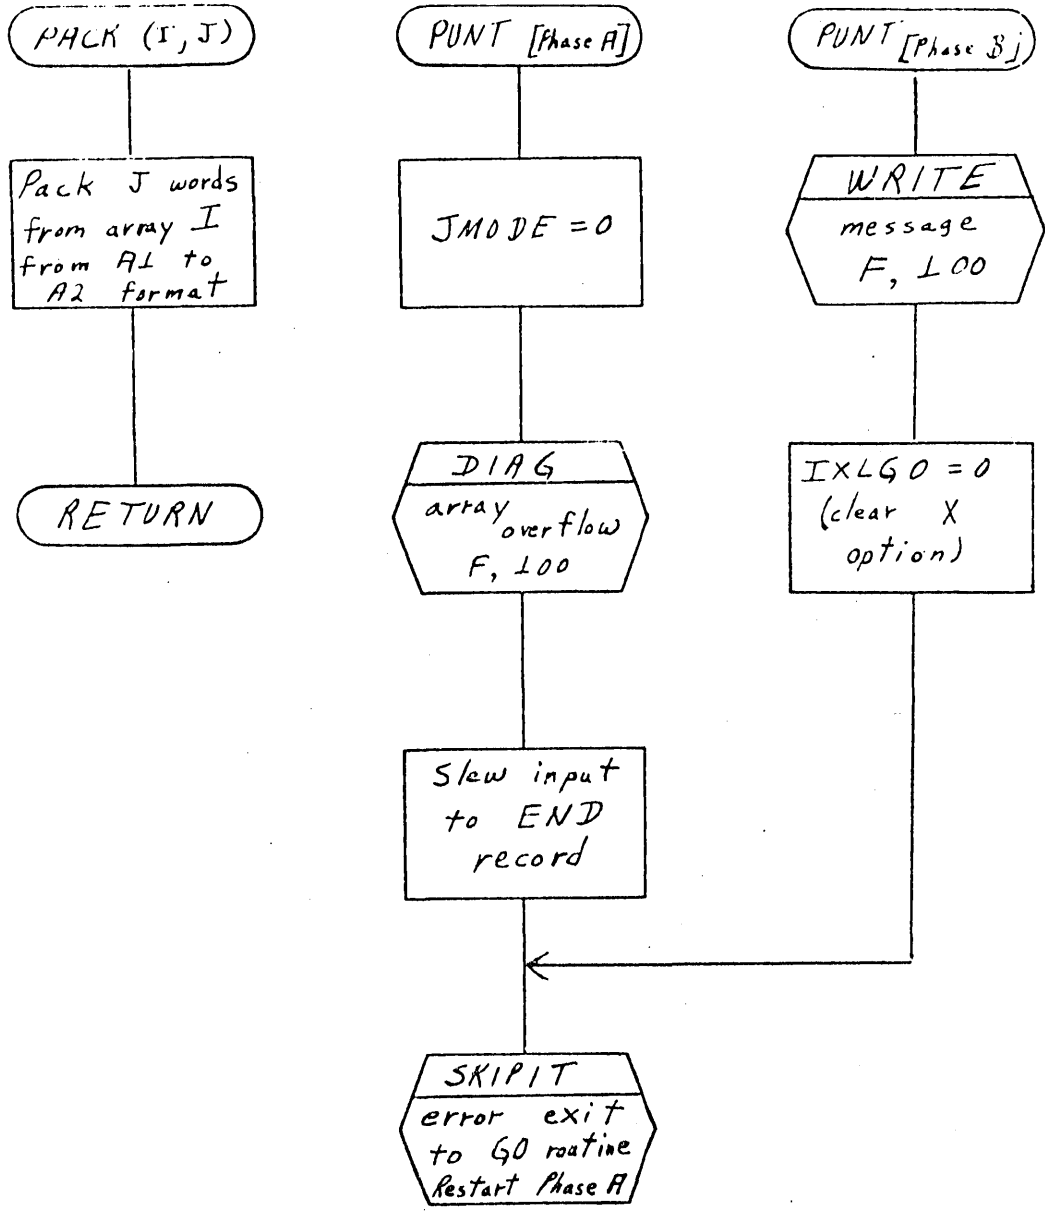 PACK (I, J)
Pack J words
from array I
from A1 to
A2 format
RETURN
PUNT [Phase A]
JMODE = 0
DIAG
array
overflow
F, 100
Slew input
to END
record
PUNT [Phase B]
WRITE
message
F, 100
IXLGO = 0
(clear X
option)
SKIPIT
error exit
to GO routine
Restart Phase A